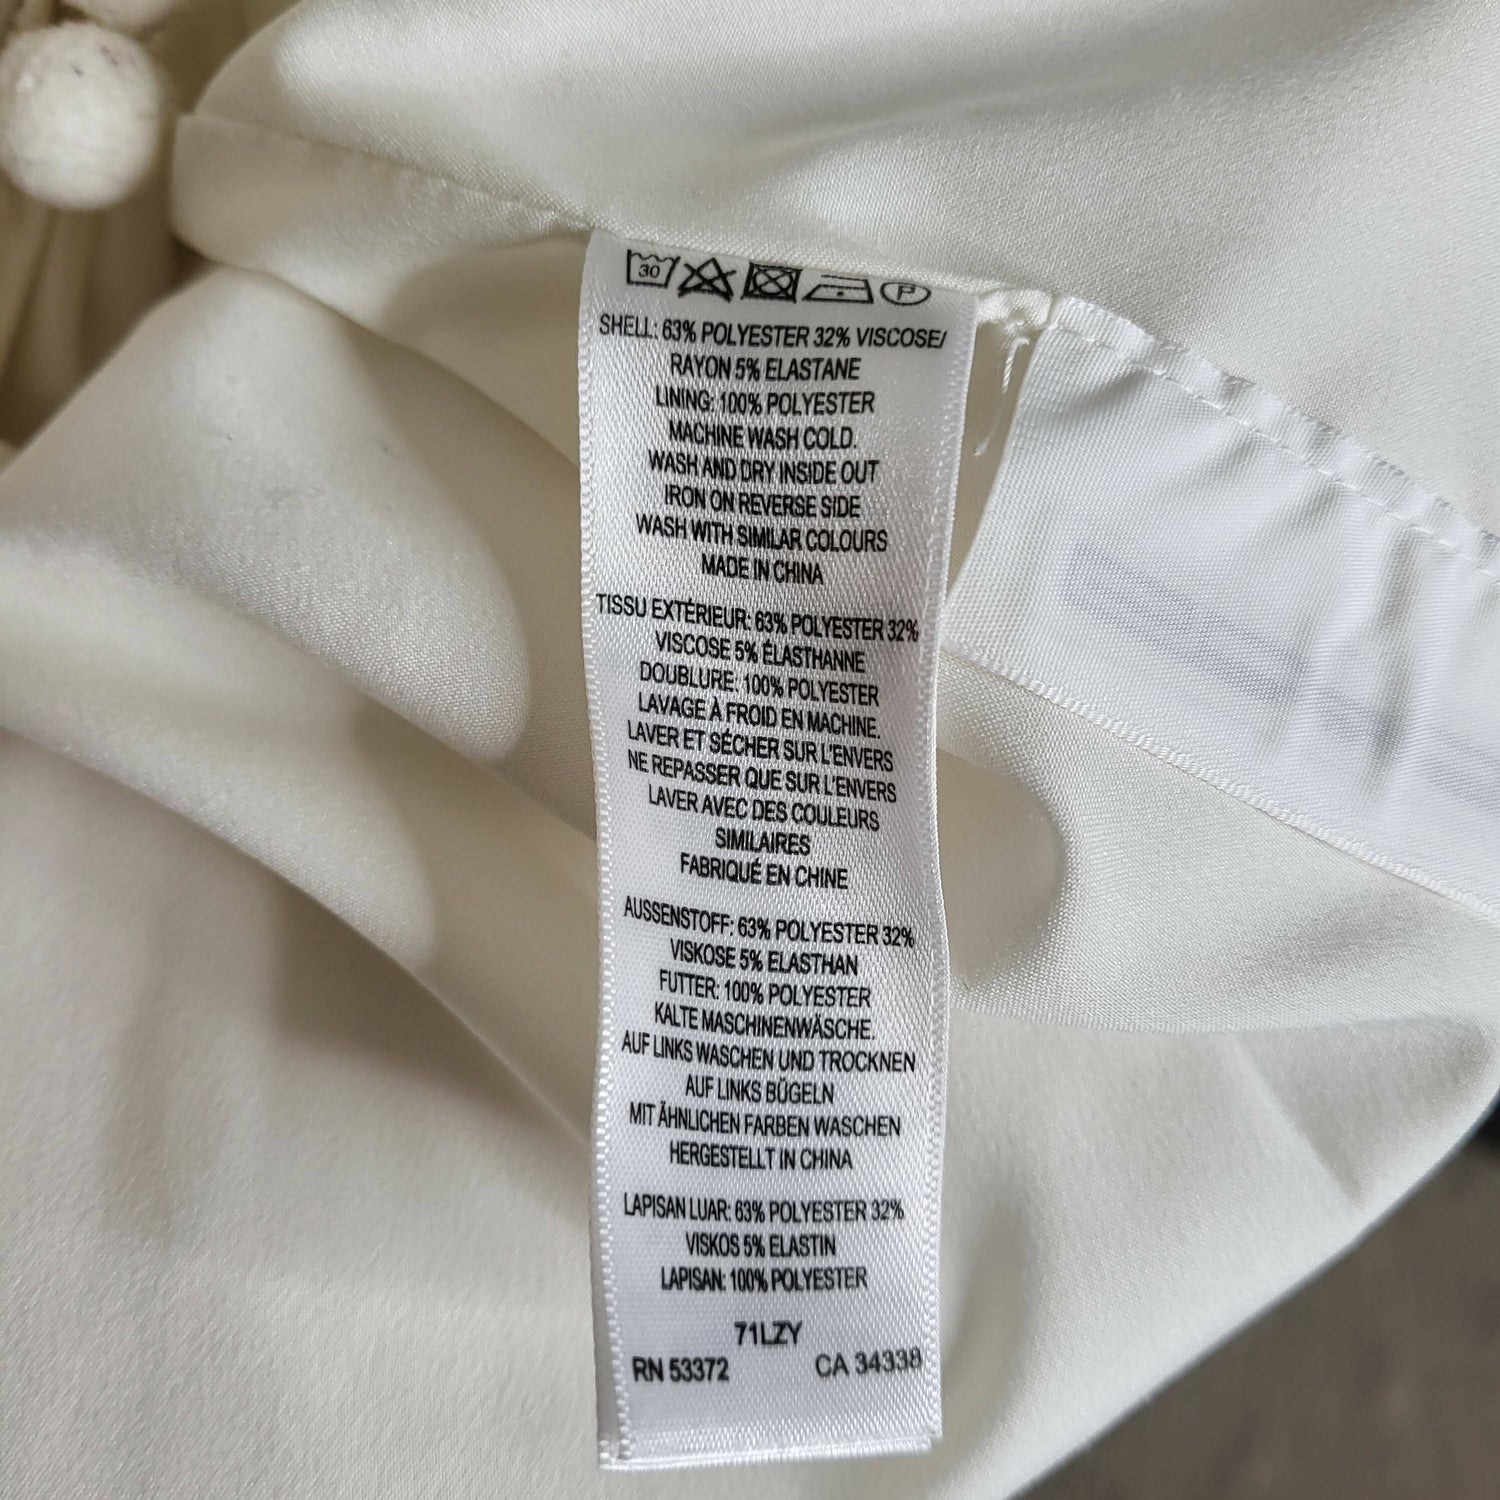 30 P
SHELL: 63% POLYESTER 32% VISCOSE/
RAYON 5% ELASTANE
LINING: 100% POLYESTER
MACHINE WASH COLD.
WASH AND DRY INSIDE OUT
IRON ON REVERSE SIDE
WASH WITH SIMILAR COLOURS
MADE IN CHINA
TISSU EXTÉRIEUR: 63% POLYESTER 32%
VISCOSE 5% ÉLASTHANNE
DOUBLURE: 100% POLYESTER
LAVAGE À FROID EN MACHINE.
LAVER ET SÉCHER SUR L'ENVERS
NE REPASSER QUE SUR L'ENVERS
LAVER AVEC DES COULEURS
SIMILAIRES
FABRIQUÉ EN CHINE
AUSSENSTOFF: 63% POLYESTER 32%
VISKOSE 5% ELASTHAN
FUTTER: 100% POLYESTER
KALTE MASCHINENWÄSCHE.
AUF LINKS WASCHEN UND TROCKNEN
AUF LINKS BÜGELN
MIT ÄHNLICHEN FARBEN WASCHEN
HERGESTELLT IN CHINA
LAPISAN LUAR: 63% POLYESTER 32%
VISKOS 5% ELASTIN
LAPISAN: 100% POLYESTER
71LZY
RN 53372 CA 34338